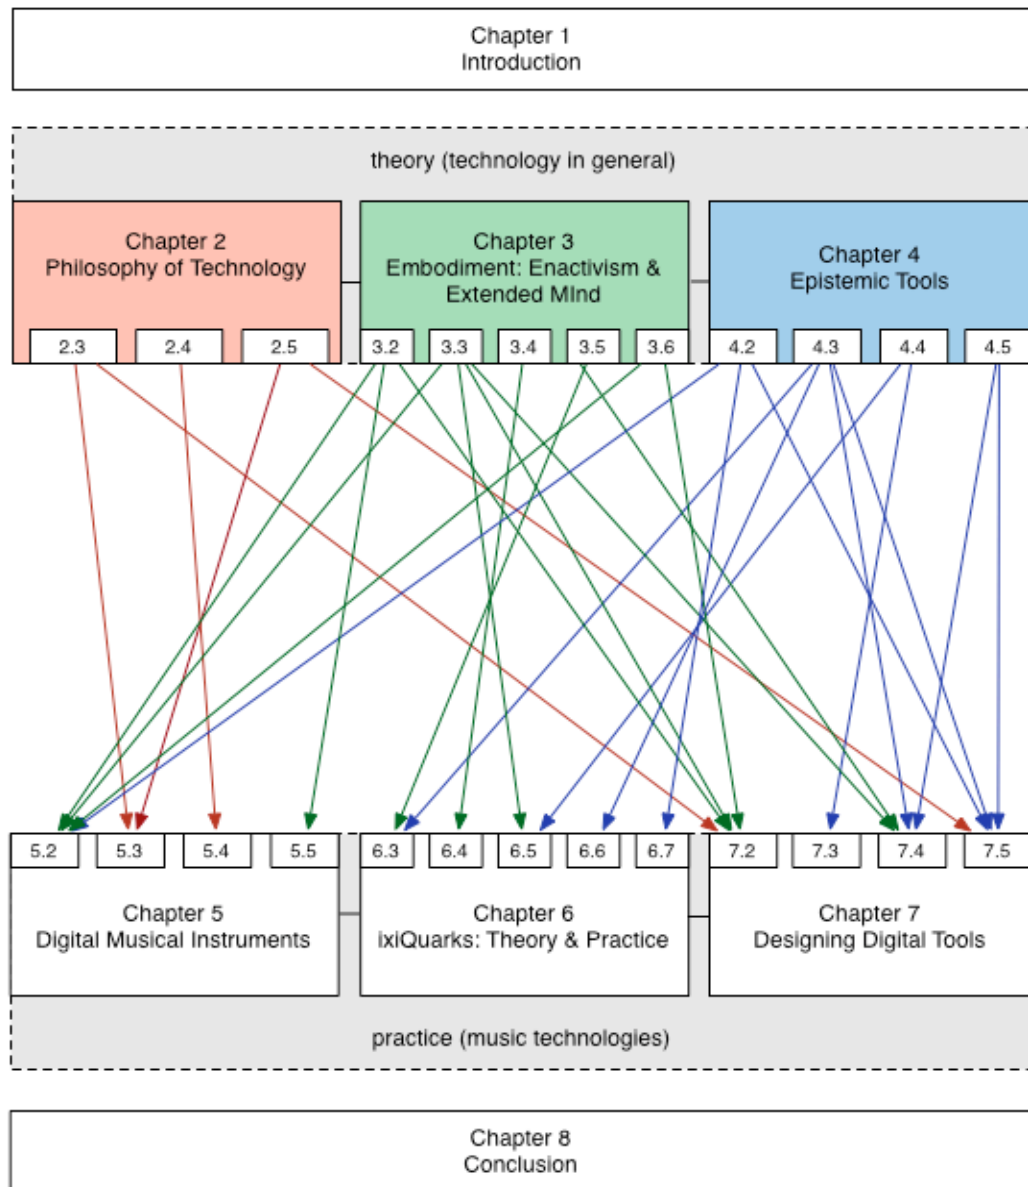 Chapter 1
Introduction
theory (technology in general)
Chapter 2
Philosophy of Technology
Chapter 3
Embodiment: Enactivism &
Extended MInd
Chapter 4
Epistemic Tools
2.3
2.4
2.5
3.2
3.3
3.4
3.5
3.6
4.2
4.3
4.4
4.5
5.2
5.3
5.4
5.5
6.3
6.4
6.5
6.6
6.7
7.2
7.3
7.4
7.5
Chapter 5
Digital Musical Instruments
Chapter 6
ixiQuarks: Theory & Practice
Chapter 7
Designing Digital Tools
practice (music technologies)
Chapter 8
Conclusion